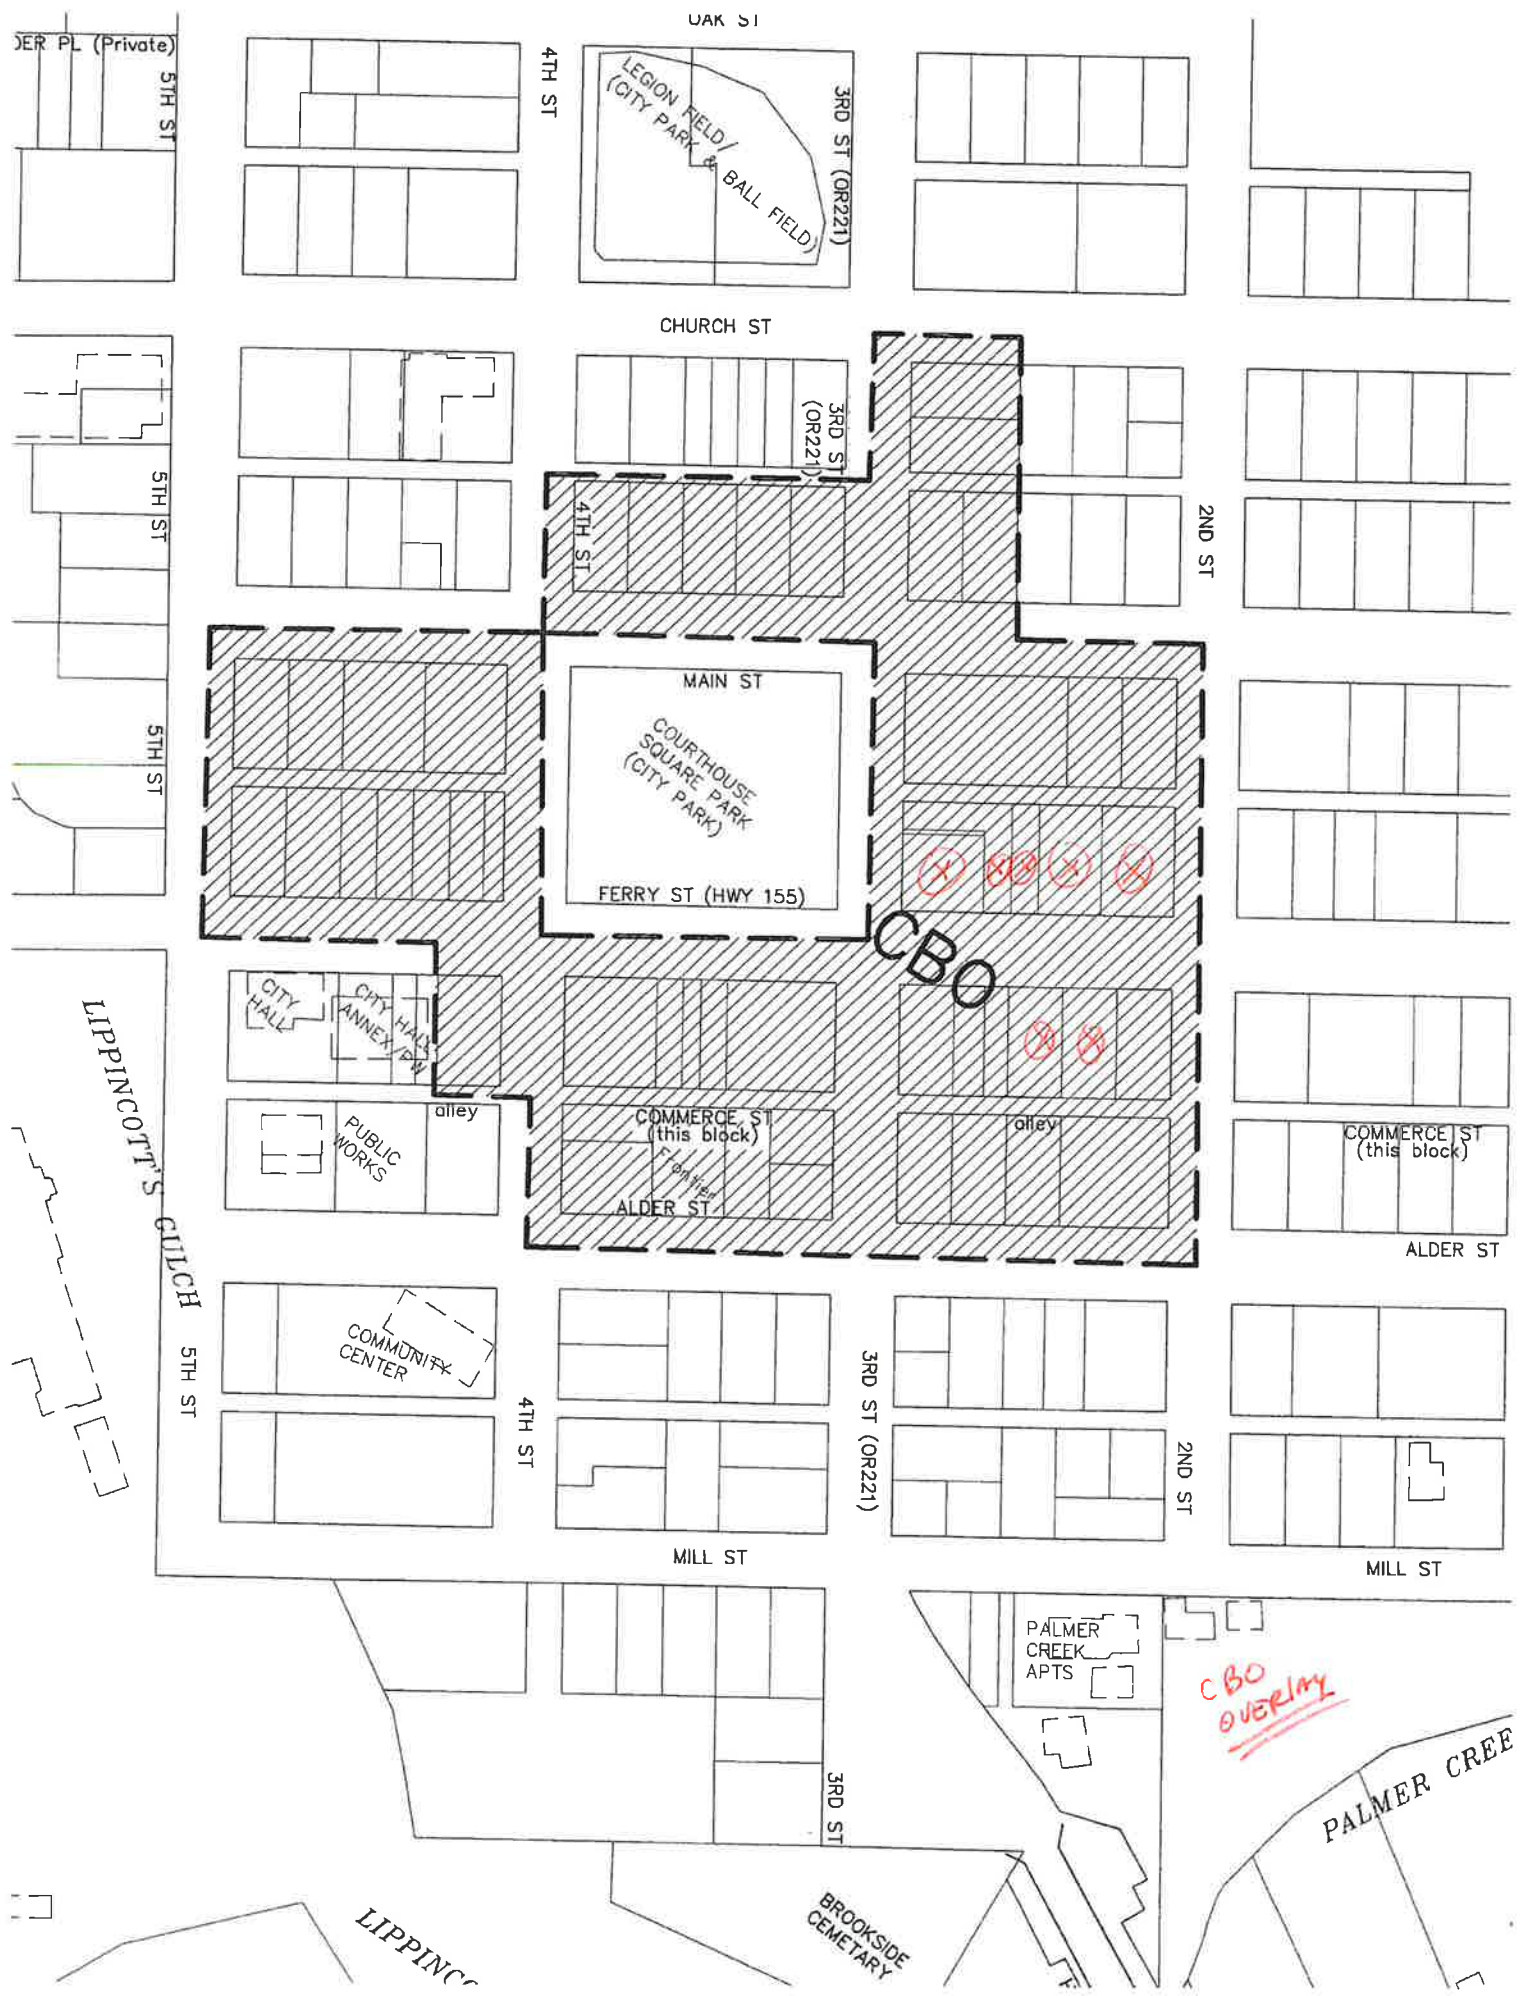 OAK ST
DER PL (Private)
5TH ST
4TH ST
LEGION FIELD/
(CITY PARK & BALL FIELD)
3RD ST (OR221)
CHURCH ST
3RD ST
(OR221)
5TH ST
4TH ST
2ND ST
MAIN ST
5TH ST
COURTHOUSE
SQUARE PARK
(CITY PARK)
FERRY ST (HWY 155)
CBO
CITY
HALL
CITY HALL
ANNEX/PW
LIPPINCOTT'S GULCH
alley
PUBLIC
WORKS
COMMERCE ST
(this block)
Frontier
ALDER ST
alley
COMMERCE ST
(this block)
ALDER ST
COMMUNITY
CENTER
5TH ST
4TH ST
3RD ST (OR221)
2ND ST
MILL ST
MILL ST
PALMER
CREEK
APTS
CBO
OVERLAY
PALMER CREE
3RD ST
BROOKSIDE
CEMETARY
LIPPINC